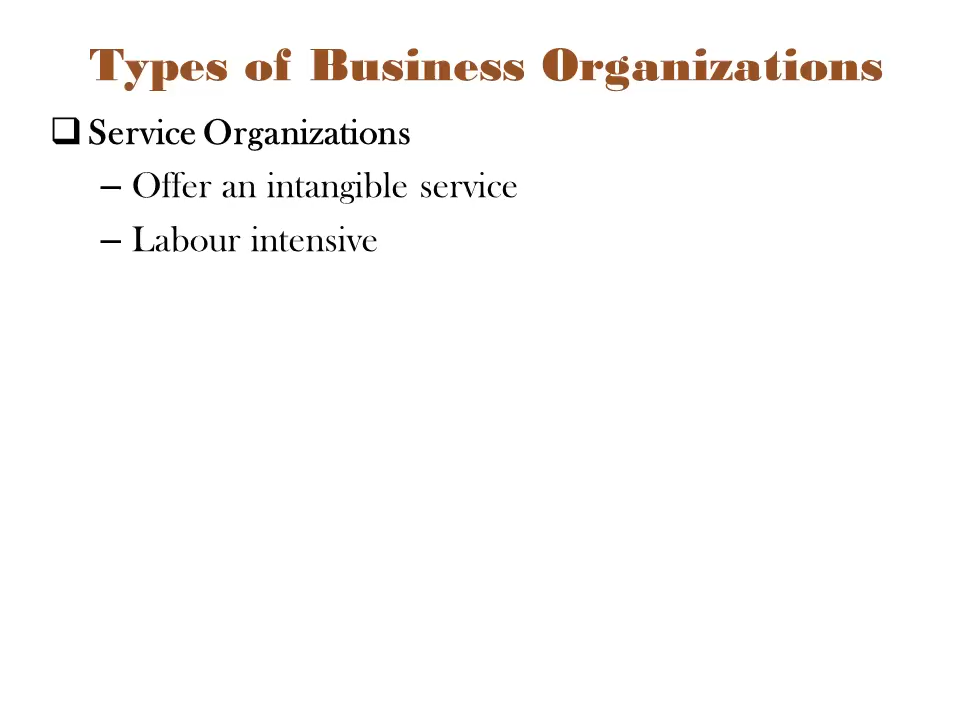 Types of Business Organizations
❑ Service Organizations
– Offer an intangible service
– Labour intensive